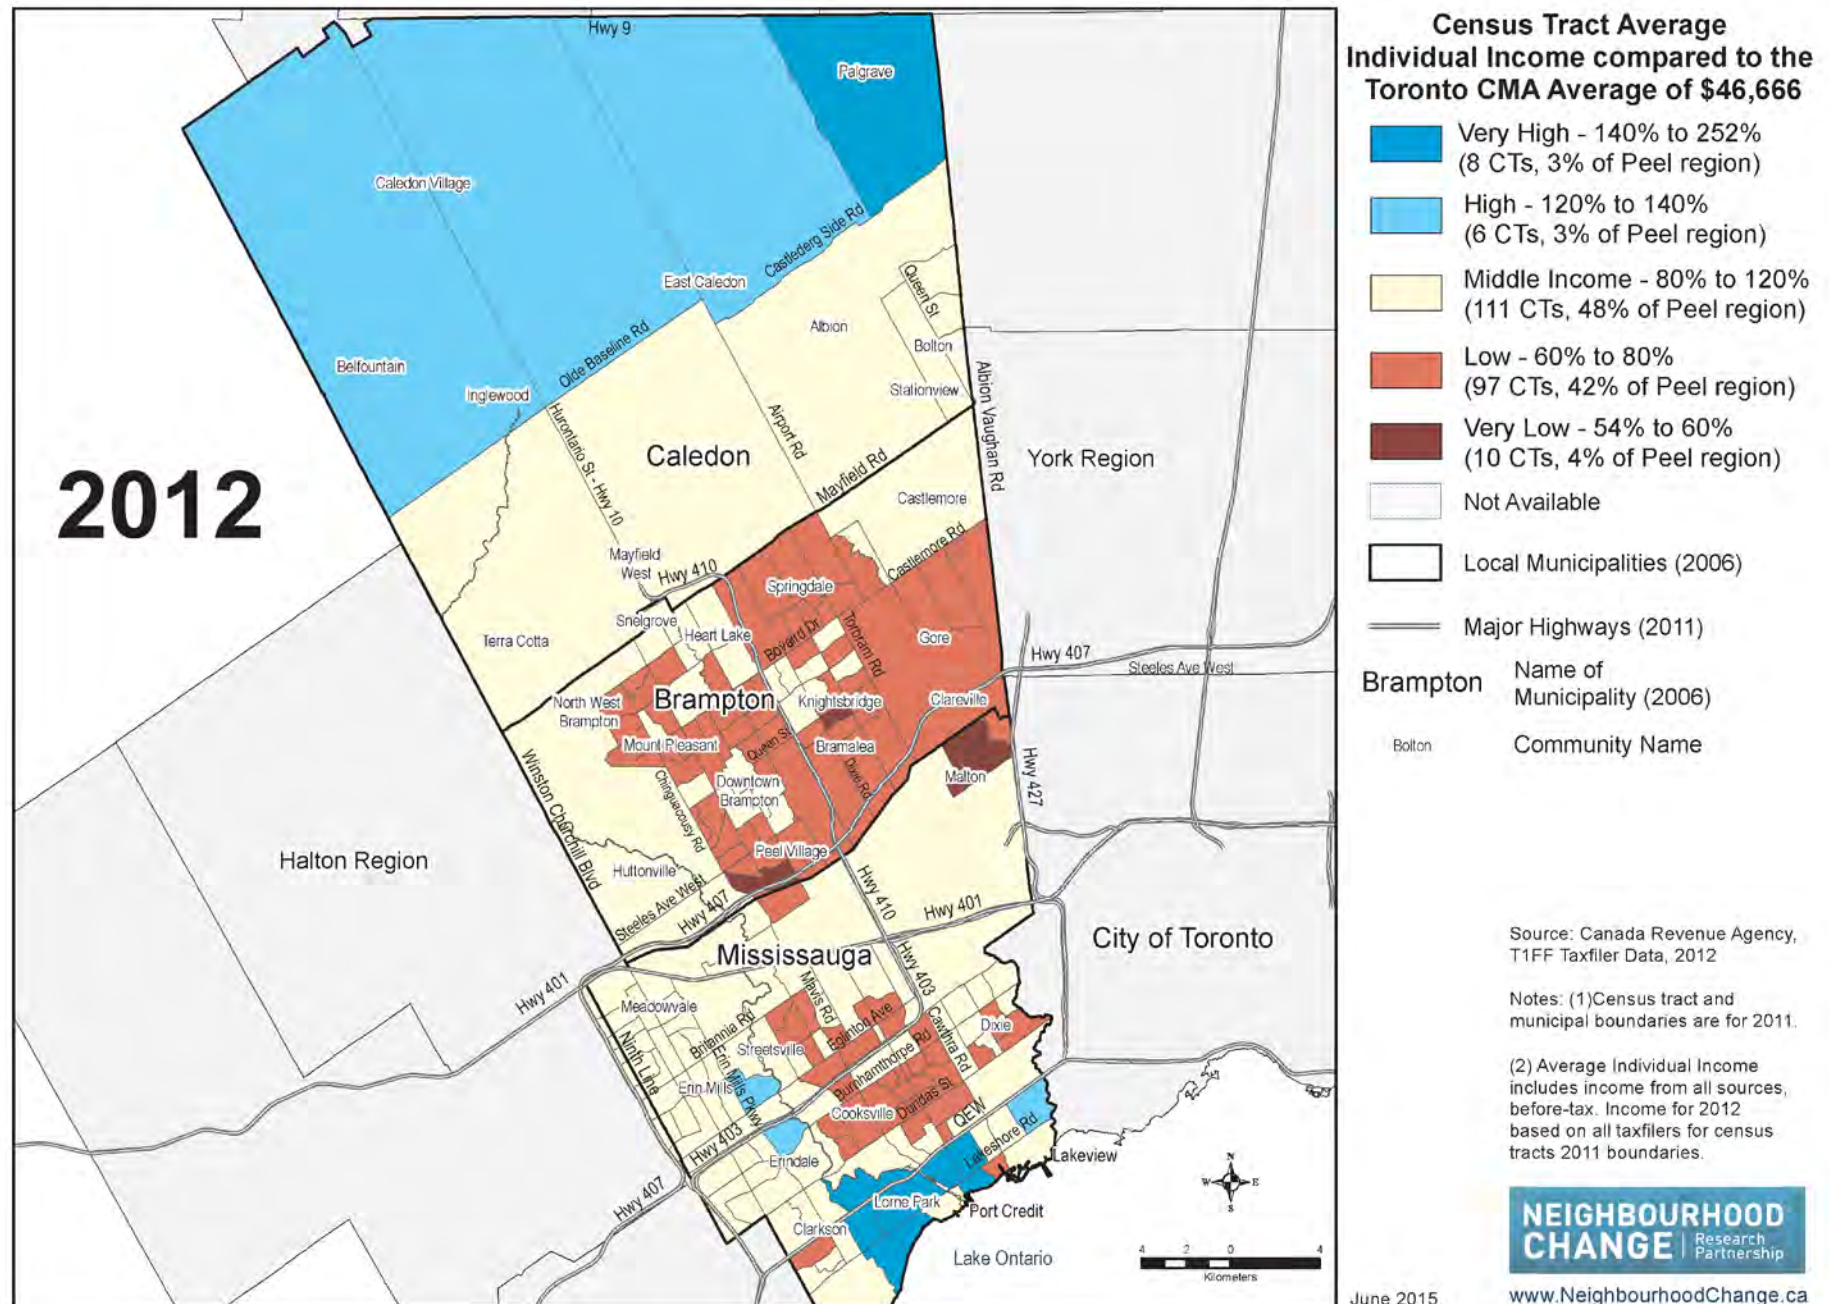 Census Tract Average
Individual Income compared to the
Toronto CMA Average of $46,666
Very High - 140% to 252%
(8 CTs, 3% of Peel region)
High - 120% to 140%
(6 CTs, 3% of Peel region)
Middle Income - 80% to 120%
(111 CTs, 48% of Peel region)
Low - 60% to 80%
(97 CTs, 42% of Peel region)
Very Low - 54% to 60%
(10 CTs, 4% of Peel region)
Not Available
Local Municipalities (2006)
Major Highways (2011)
Brampton
Name of
Municipality (2006)
Bolton
Community Name
Source: Canada Revenue Agency,
T1FF Taxfiler Data, 2012
Notes: (1)Census tract and
municipal boundaries are for 2011.
(2) Average Individual Income
includes income from all sources,
before-tax. Income for 2012
based on all taxfilers for census
tracts 2011 boundaries.
NEIGHBOURHOOD
CHANGE
Research
Partnership
www.NeighbourhoodChange.ca
June 2015
2012
Hwy 9
Palgrave
Caledon Village
Castlederg Side Rd
East Caledon
Queen St
Albion
Bolton
Olde Baseline Rd
Belfountain
Inglewood
Stationview
Albion Vaughan Rd
Hurontario St - Hwy 10
Airport Rd
Caledon
York Region
Mayfield Rd
Castlemore
Mayfield
West
Hwy 410
Castlemore Rd
Springdale
Snelgrove
Heart Lake
Terra Cotta
Bovaird Dr
Torbram Rd
Gore
Hwy 407
Steeles Ave West
North West
Brampton
Brampton
Knightsbridge
Clareville
Mount Pleasant
Queen St
Bramalea
Malton
Hwy 427
Winston Churchill Blvd
Chinguacousy Rd
Downtown
Brampton
Dixie Rd
Peel Village
Halton Region
Huttonville
Steeles Ave West
Hwy 407
Hwy 410
Hwy 401
City of Toronto
Mississauga
Hwy 401
Hwy 403
Meadowvale
Mavis Rd
Britannia Rd
Eglinton Ave
Cawthra Rd
Dixie
Streetsville
Ninth Line
Erin Mills Pkwy
Erin Mills
Burnhamthorpe Rd
Cooksville
Dundas St
QEW
Hwy 403
Lakeshore Rd
Lakeview
Erindale
Hwy 407
Lorne Park
Port Credit
Clarkson
Lake Ontario
N
W
E
S
4 2 0 4
Kilometers